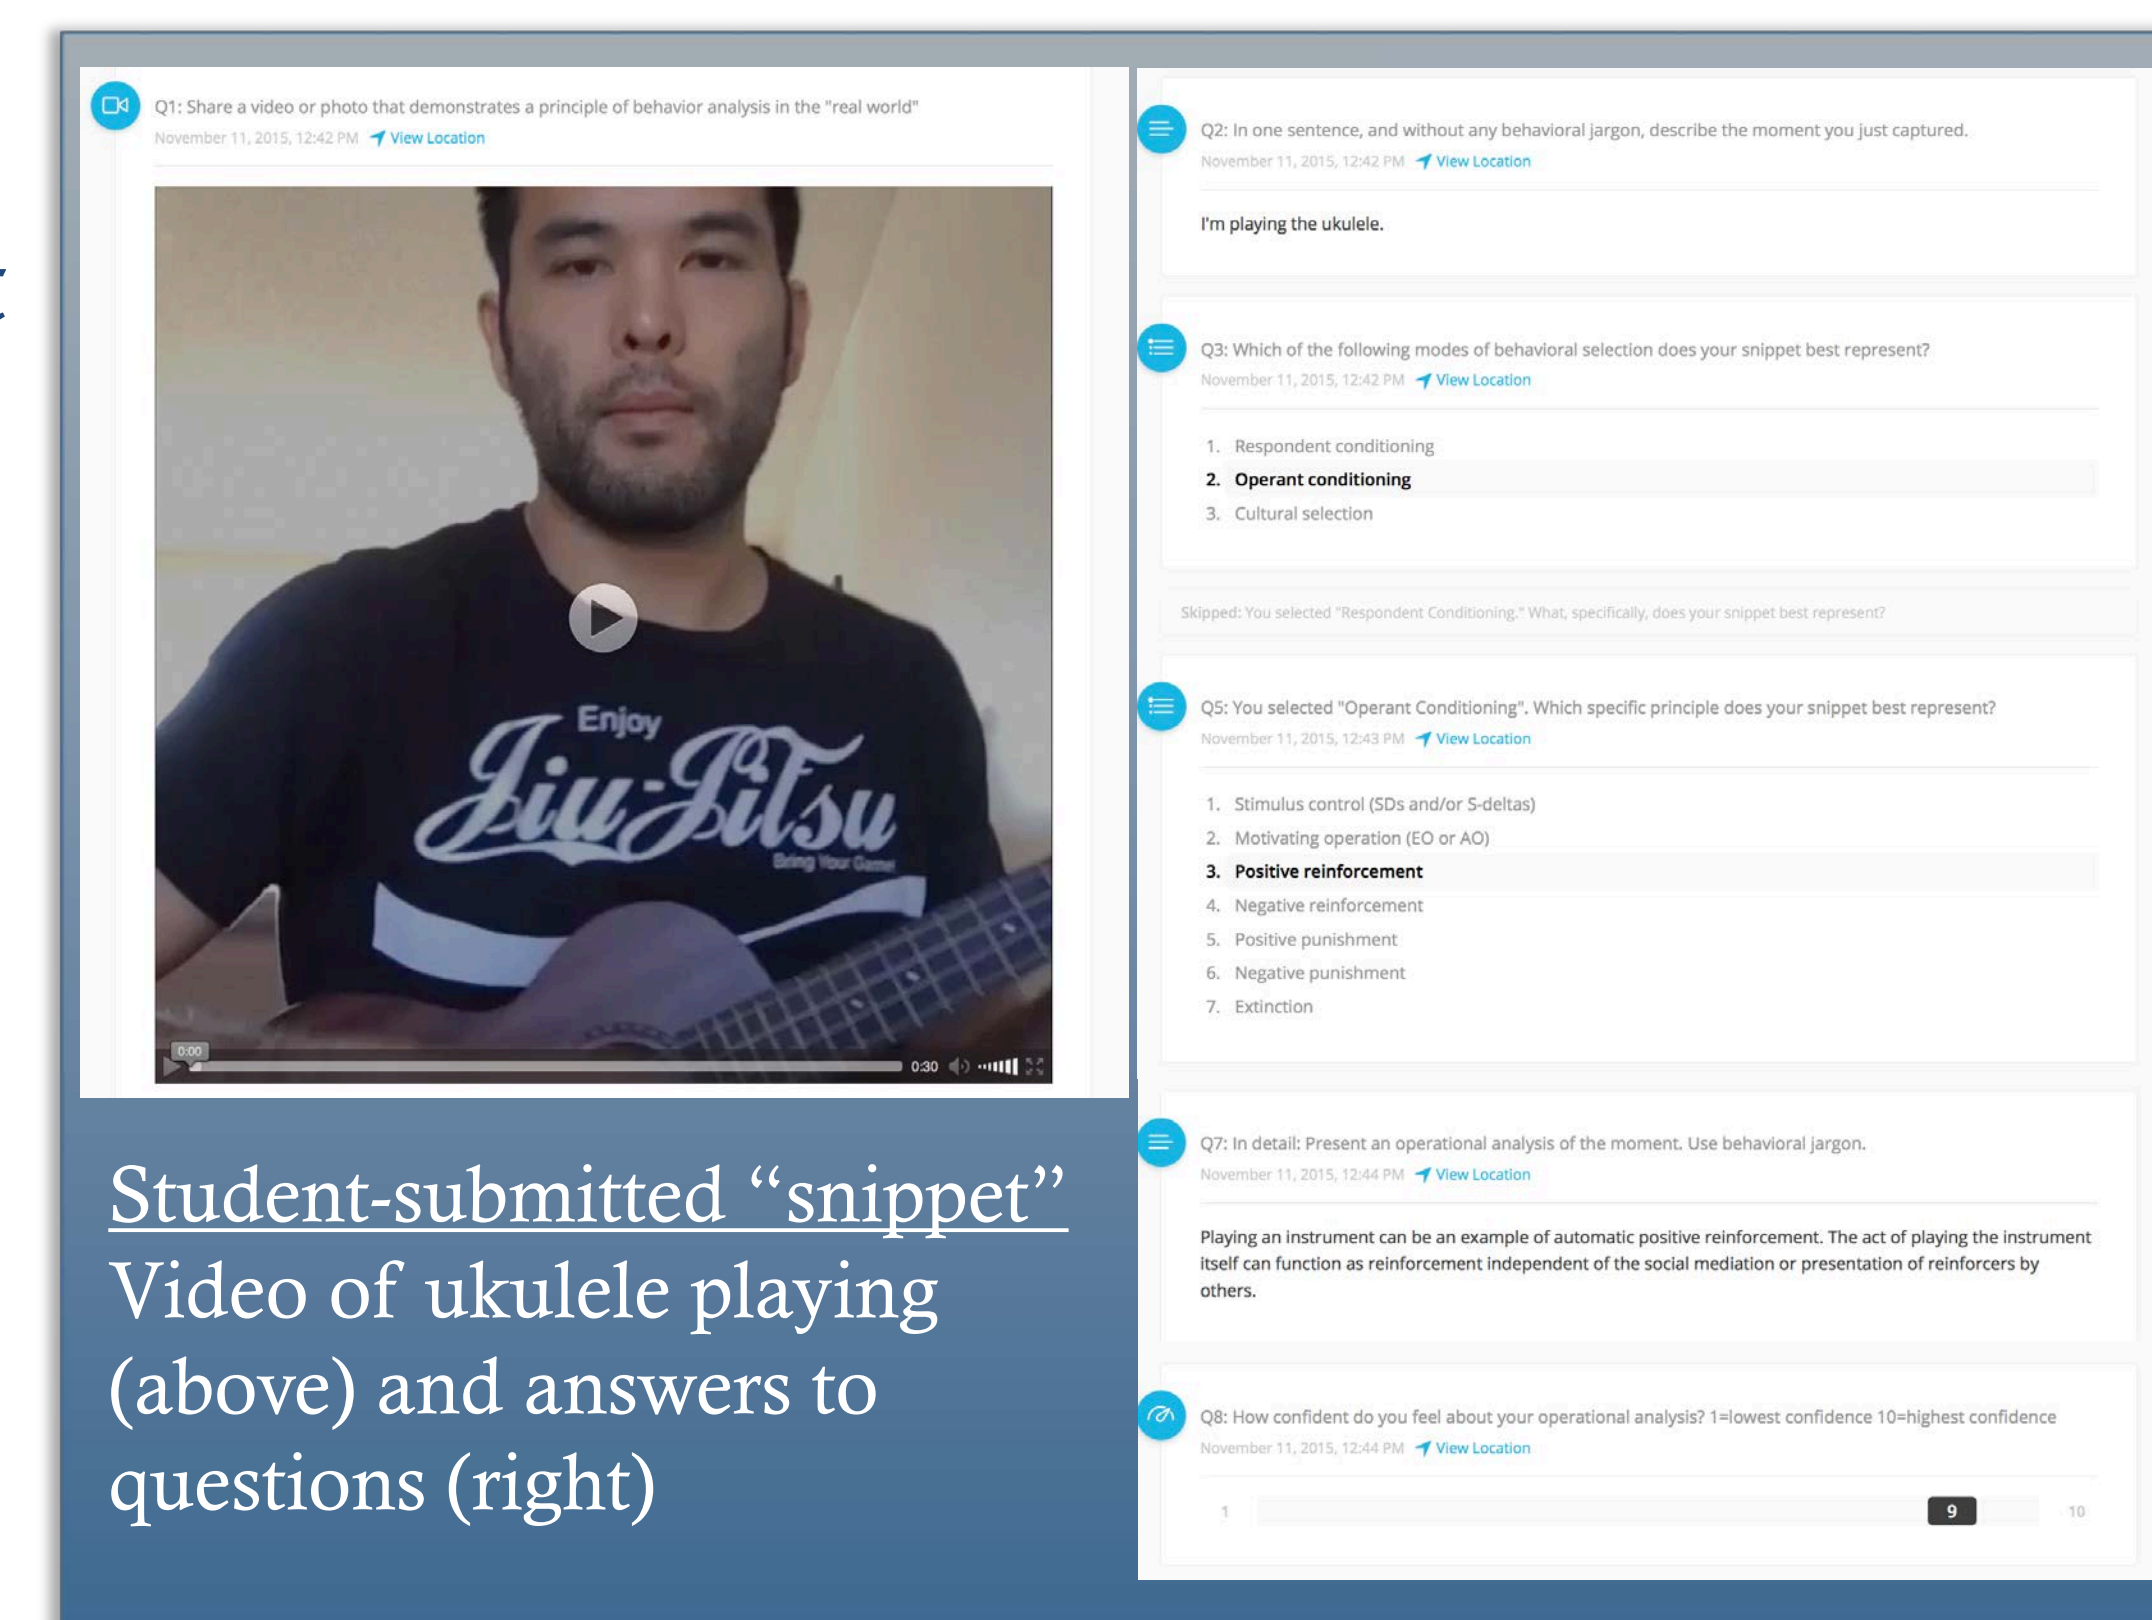 Q1: Share a video or photo that demonstrates a principle of behavior analysis in the "real world"
November 11, 2015, 12:42 PM View Location
Enjoy
Jiu-Jitsu
Bring Your Game!
0:00
0:30
Student-submitted “snippet”
Video of ukulele playing
(above) and answers to
questions (right)
Q2: In one sentence, and without any behavioral jargon, describe the moment you just captured.
November 11, 2015, 12:42 PM View Location
I'm playing the ukulele.
Q3: Which of the following modes of behavioral selection does your snippet best represent?
November 11, 2015, 12:42 PM View Location
1. Respondent conditioning
2. Operant conditioning
3. Cultural selection
Skipped: You selected "Respondent Conditioning." What, specifically, does your snippet best represent?
Q5: You selected "Operant Conditioning". Which specific principle does your snippet best represent?
November 11, 2015, 12:43 PM View Location
1. Stimulus control (SDs and/or S-deltas)
2. Motivating operation (EO or AO)
3. Positive reinforcement
4. Negative reinforcement
5. Positive punishment
6. Negative punishment
7. Extinction
Q7: In detail: Present an operational analysis of the moment. Use behavioral jargon.
November 11, 2015, 12:44 PM View Location
Playing an instrument can be an example of automatic positive reinforcement. The act of playing the instrument
itself can function as reinforcement independent of the social mediation or presentation of reinforcers by
others.
Q8: How confident do you feel about your operational analysis? 1=lowest confidence 10=highest confidence
November 11, 2015, 12:44 PM View Location
1 9 10